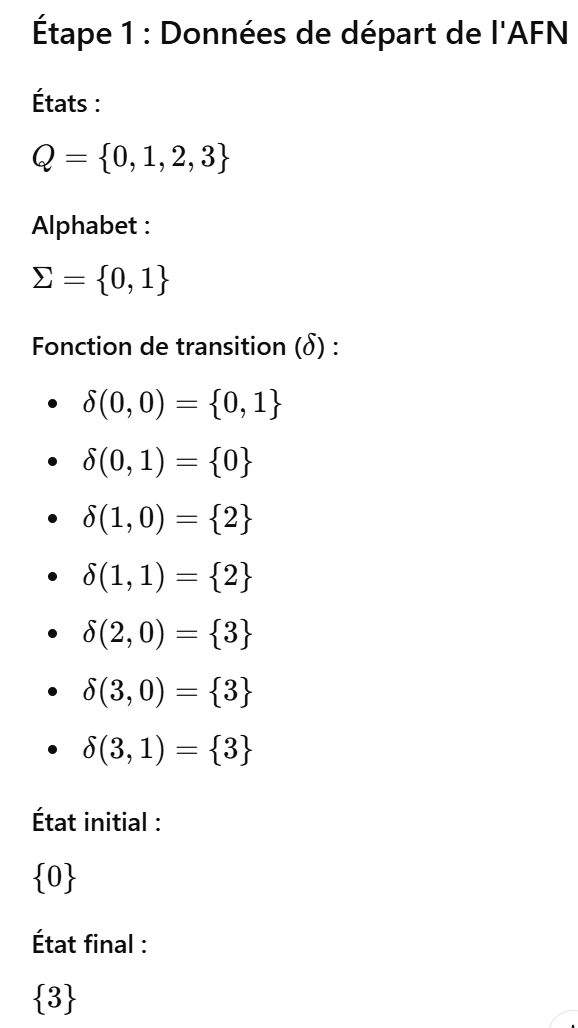 Étape 1 : Données de départ de l'AFN
États :
Q = {0, 1, 2, 3}
Alphabet :
Σ = {0, 1}
Fonction de transition (δ) :
• δ(0, 0) = {0, 1}
• δ(0, 1) = {0}
• δ(1, 0) = {2}
• δ(1, 1) = {2}
• δ(2, 0) = {3}
• δ(3, 0) = {3}
• δ(3, 1) = {3}
État initial :
{0}
État final :
{3}